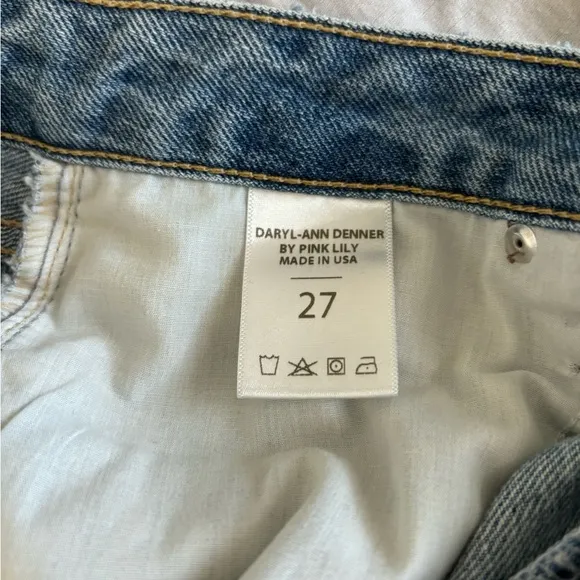 DARYL-ANN DENNER
BY PINK LILY
MADE IN USA
27